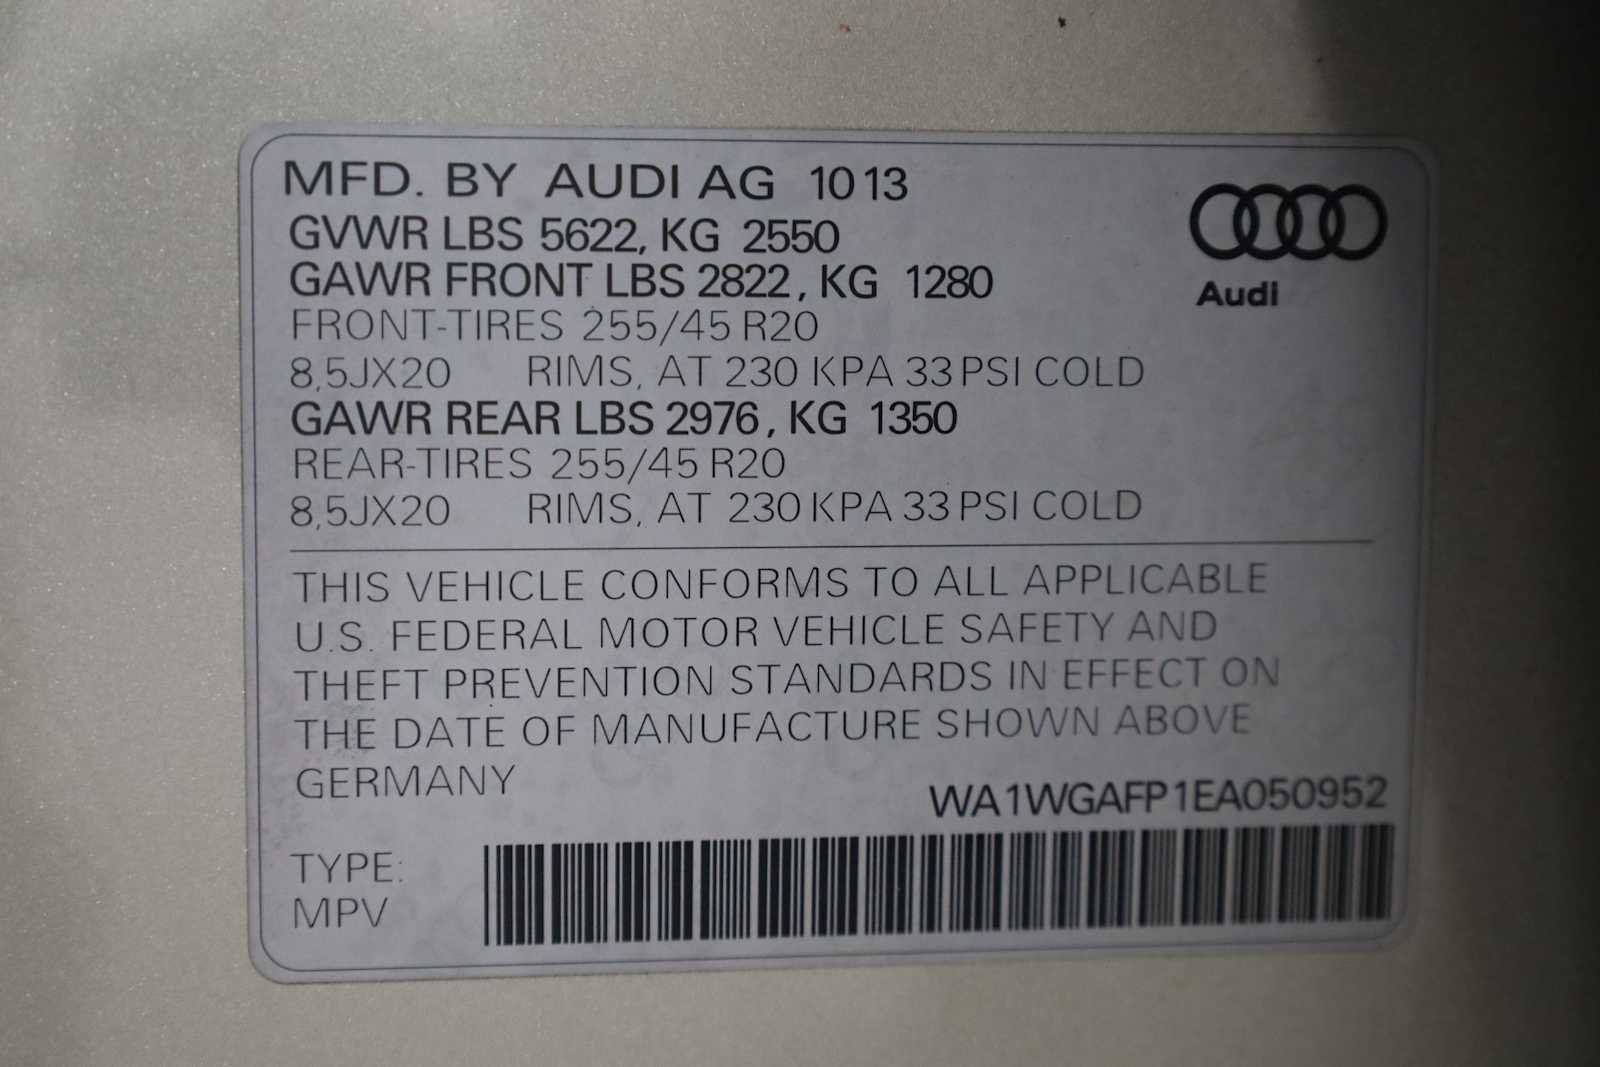 MFD. BY AUDI AG 10 13
GVWR LBS 5622, KG 2550
GAWR FRONT LBS 2822, KG 1280
FRONT-TIRES 255/45 R20
8,5JX20 RIMS, AT 230 KPA 33 PSI COLD
GAWR REAR LBS 2976, KG 1350
REAR-TIRES 255/45 R20
8,5JX20 RIMS, AT 230 KPA 33 PSI COLD
Audi
THIS VEHICLE CONFORMS TO ALL APPLICABLE
U.S. FEDERAL MOTOR VEHICLE SAFETY AND
THEFT PREVENTION STANDARDS IN EFFECT ON
THE DATE OF MANUFACTURE SHOWN ABOVE
GERMANY
WA1WGAFP1EA050952
TYPE:
MPV